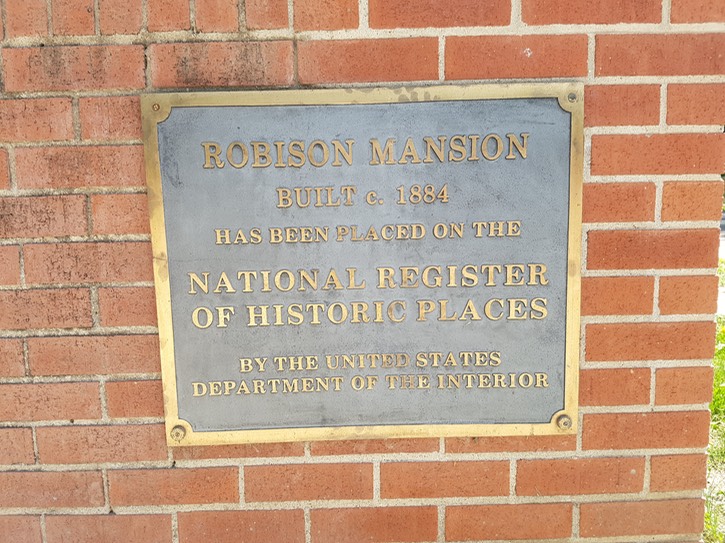 ROBISON MANSION
BUILT c. 1884
HAS BEEN PLACED ON THE
NATIONAL REGISTER
OF HISTORIC PLACES
BY THE UNITED STATES
DEPARTMENT OF THE INTERIOR